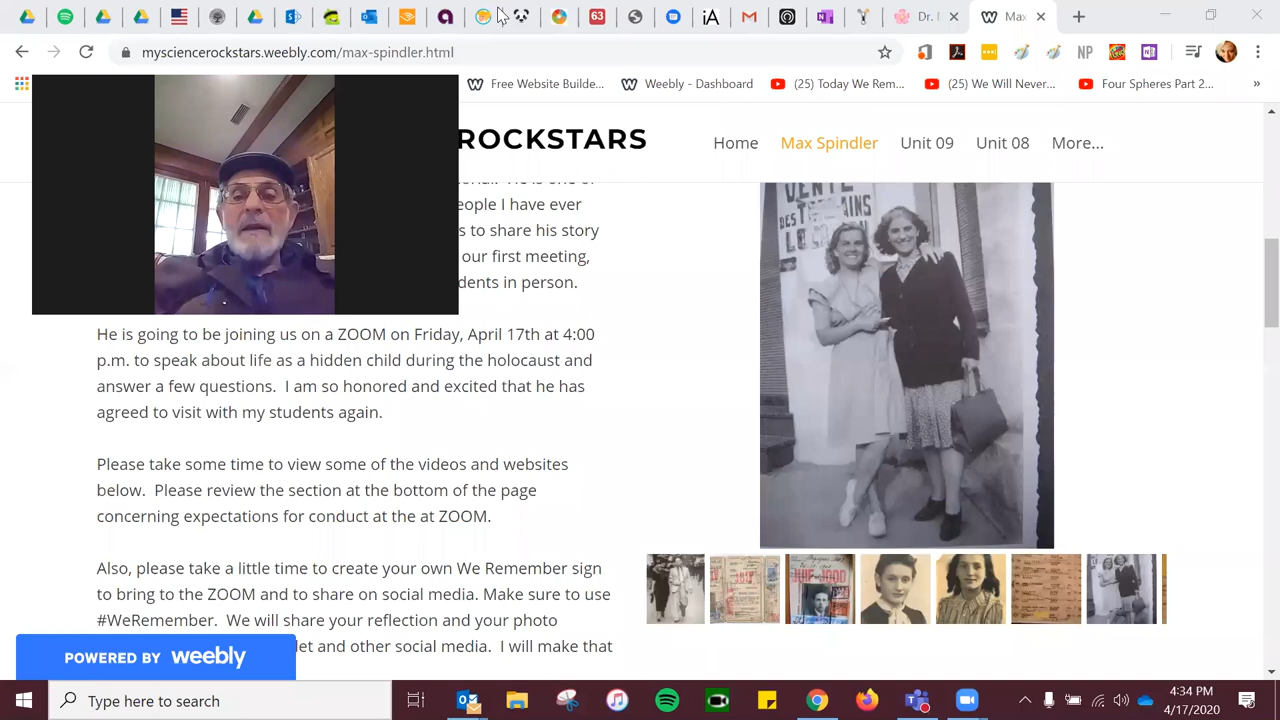 Dr.
Max
mysciencerockstars.weebly.com/max-spindler.html
Free Website Builde...
Weebly - Dashboard
(25) Today We Rem...
(25) We Will Never...
Four Spheres Part 2...
»
ROCKSTARS
Home
Max Spindler
Unit 09
Unit 08
More...
eople I have ever
s to share his story
our first meeting,
dents in person.
He is going to be joining us on a ZOOM on Friday, April 17th at 4:00
p.m. to speak about life as a hidden child during the holocaust and
answer a few questions. I am so honored and excited that he has
agreed to visit with my students again.
Please take some time to view some of the videos and websites
below. Please review the section at the bottom of the page
concerning expectations for conduct at the at ZOOM.
Also, please take a little time to create your own We Remember sign
to bring to the ZOOM and to share on social media. Make sure to use
#WeRemember. We will share your reflection and your photo
let and other social media. I will make that
VENTE
DES TERRAINS
POWERED BY weebly
Type here to search
4:34 PM
4/17/2020
63
iA
NP